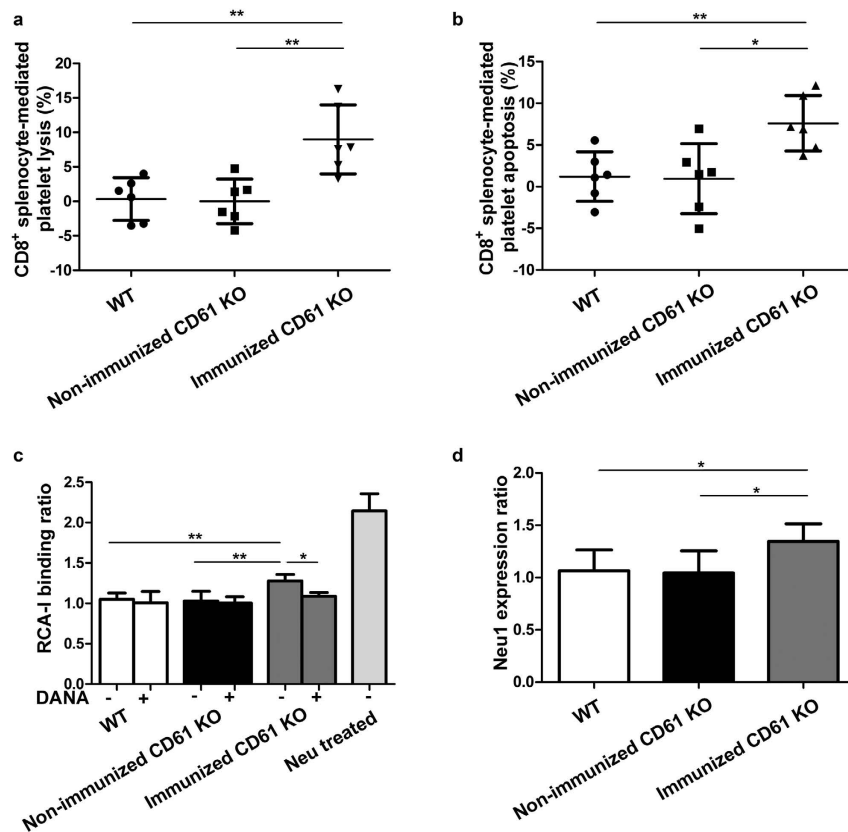 a
**
**
CD8+ splenocyte-mediated
platelet lysis (%)
20
15
10
5
0
-5
-10
WT
Non-immunized CD61 KO
Immunized CD61 KO
b
**
*
CD8+ splenocyte-mediated
platelet apoptosis (%)
15
10
5
0
-5
-10
WT
Non-immunized CD61 KO
Immunized CD61 KO
c
RCA-I binding ratio
2.5
2.0
1.5
1.0
0.5
0.0
**
**
*
DANA - + - + - + -
WT
Non-immunized CD61 KO
Immunized CD61 KO
Neu treated
d
Neu1 expression ratio
2.0
1.5
1.0
0.5
0.0
*
*
WT
Non-immunized CD61 KO
Immunized CD61 KO